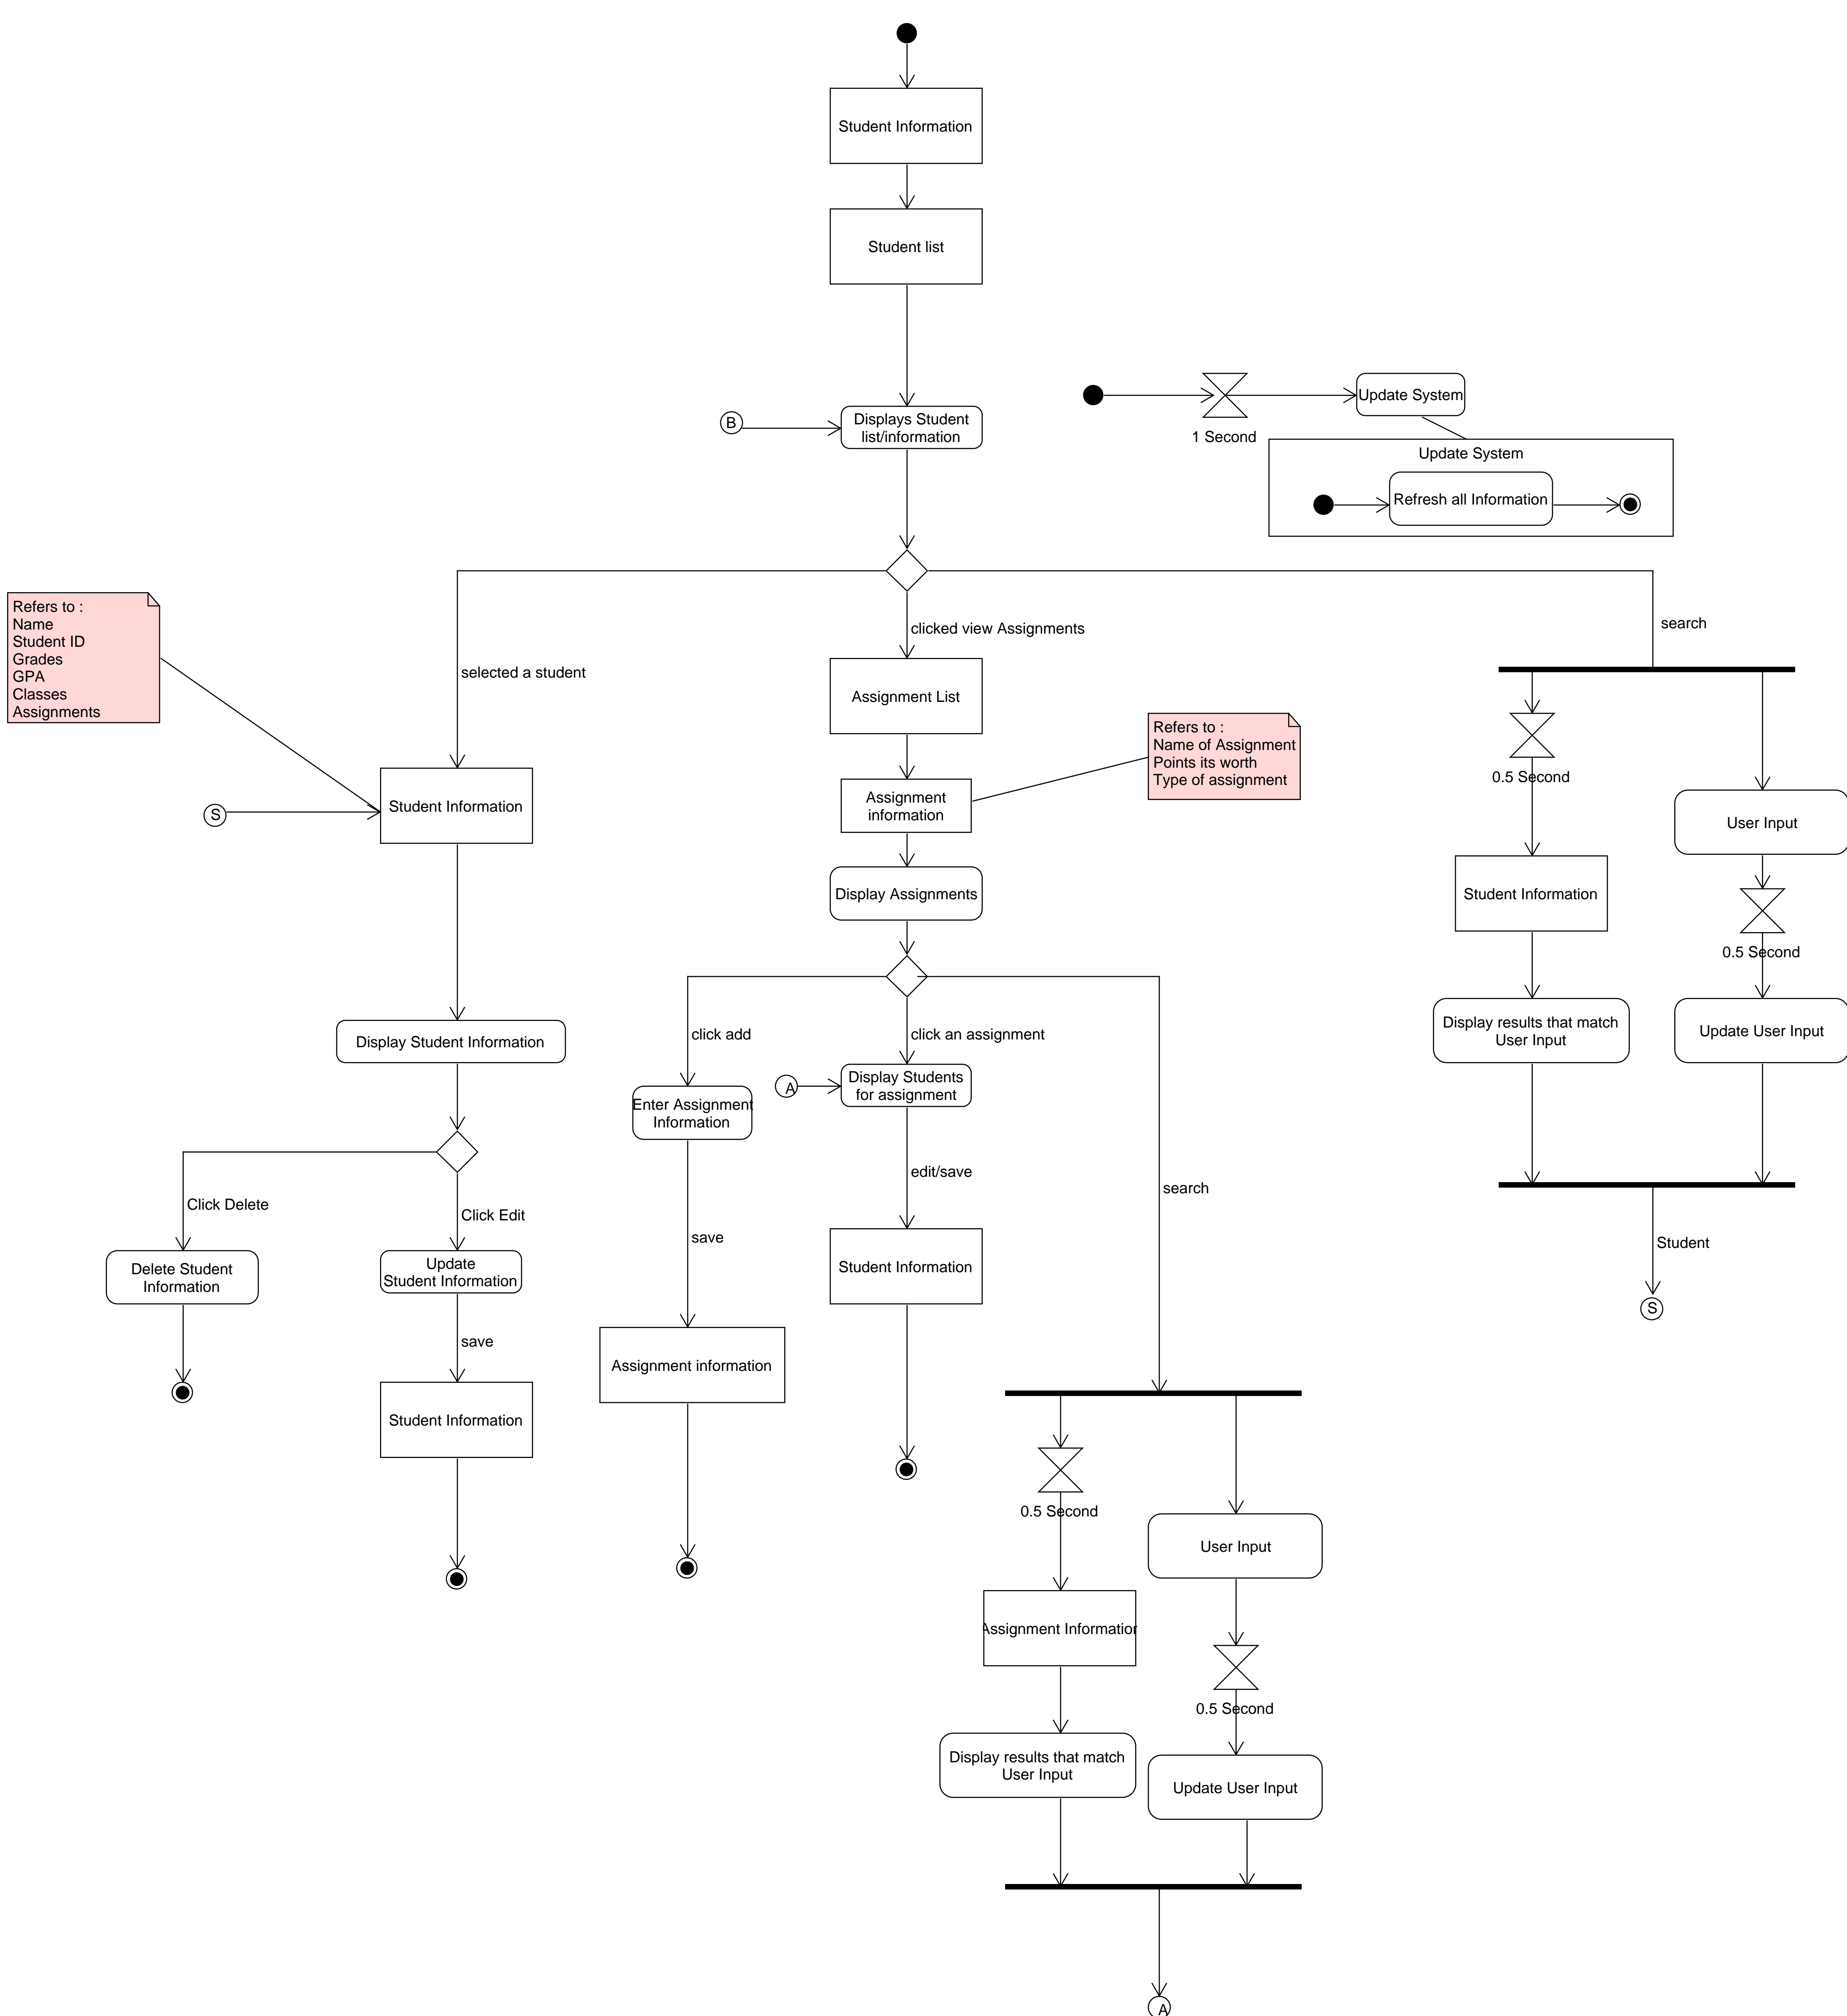 Student Information
Student list
B
Displays Student
list/information
1 Second
Update System
Update System
Refresh all Information
Refers to :
Name
Student ID
Grades
GPA
Classes
Assignments
selected a student
clicked view Assignments
search
Assignment List
Refers to :
Name of Assignment
Points its worth
Type of assignment
0.5 Second
S
Student Information
Assignment
information
User Input
Display Assignments
Student Information
0.5 Second
Display Student Information
click add
click an assignment
Display results that match
User Input
Update User Input
A
Display Students
for assignment
Enter Assignment
Information
edit/save
search
Click Delete
Click Edit
save
Student
Delete Student
Information
Update
Student Information
Student Information
S
save
Assignment information
Student Information
0.5 Second
User Input
Assignment Information
0.5 Second
Display results that match
User Input
Update User Input
A